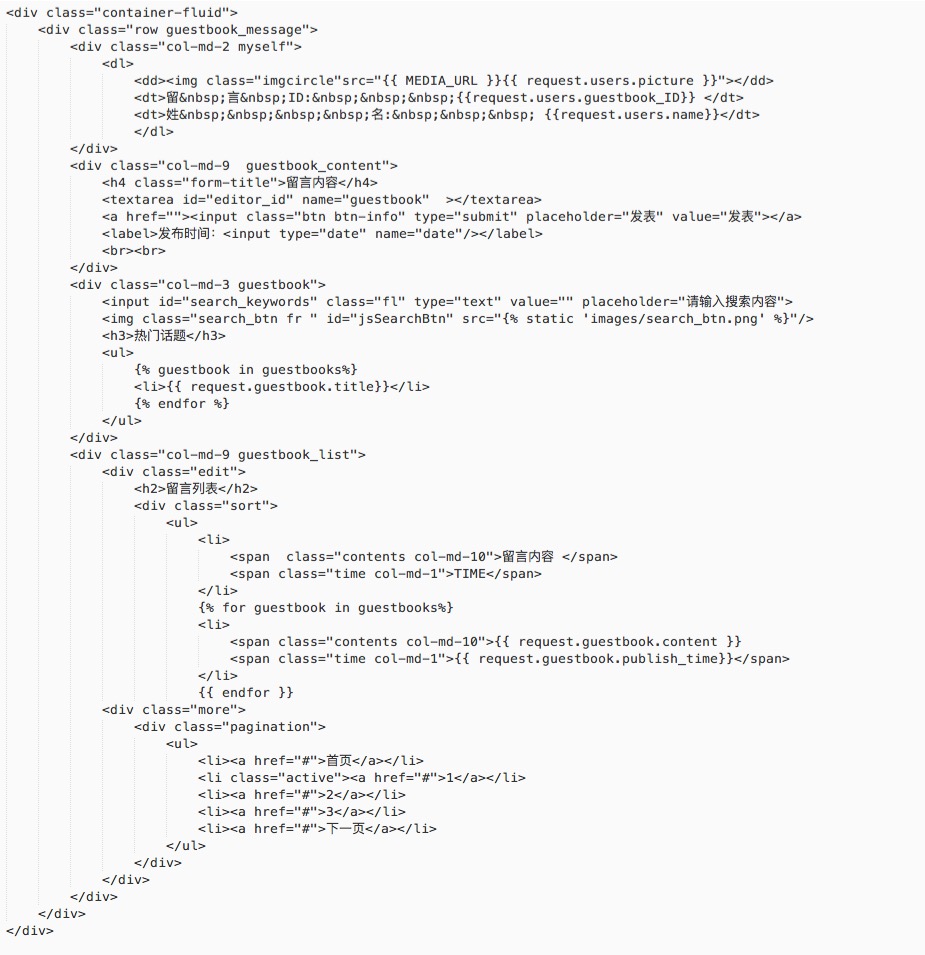 <div class="container-fluid">
    <div class="row guestbook_message">
        <div class="col-md-2 myself">
            <dl>
                <dd><img class="imgcircle"src="{{ MEDIA_URL }}{{ request.users.picture }}"></dd>
                <dt>留&nbsp;言&nbsp;ID:&nbsp;&nbsp;&nbsp;{{request.users.guestbook_ID}} </dt>
                <dt>姓&nbsp;&nbsp;&nbsp;&nbsp;名:&nbsp;&nbsp;&nbsp; {{request.users.name}}</dt>
                </dl>
        </div>
        <div class="col-md-9  guestbook_content">
            <h4 class="form-title">留言内容</h4>
            <textarea id="editor_id" name="guestbook"  ></textarea>
            <a href=""><input class="btn btn-info" type="submit" placeholder="发表" value="发表"></a>
            <label>发布时间：<input type="date" name="date"/></label>
            <br><br>
        </div>
        <div class="col-md-3 guestbook">
            <input id="search_keywords" class="fl" type="text" value="" placeholder="请输入搜索内容">
            <img class="search_btn fr " id="jsSearchBtn" src="{% static 'images/search_btn.png' %}"/>
            <h3>热门话题</h3>
            <ul>
                {% guestbook in guestbooks%}
                <li>{{ request.guestbook.title}}</li>
                {% endfor %}
            </ul>
        </div>
        <div class="col-md-9 guestbook_list">
            <div class="edit">
                <h2>留言列表</h2>
                <div class="sort">
                    <ul>
                        <li>
                            <span  class="contents col-md-10">留言内容 </span>
                            <span class="time col-md-1">TIME</span>
                        </li>
                        {% for guestbook in guestbooks%}
                        <li>
                            <span class="contents col-md-10">{{ request.guestbook.content }}
                            <span class="time col-md-1">{{ request.guestbook.publish_time}}</span>
                        </li>
                        {{ endfor }}
            <div class="more">
                <div class="pagination">
                    <ul>
                        <li><a href="#">首页</a></li>
                        <li class="active"><a href="#">1</a></li>
                        <li><a href="#">2</a></li>
                        <li><a href="#">3</a></li>
                        <li><a href="#">下一页</a></li>
                    </ul>
                </div>
            </div>
        </div>
    </div>
</div>